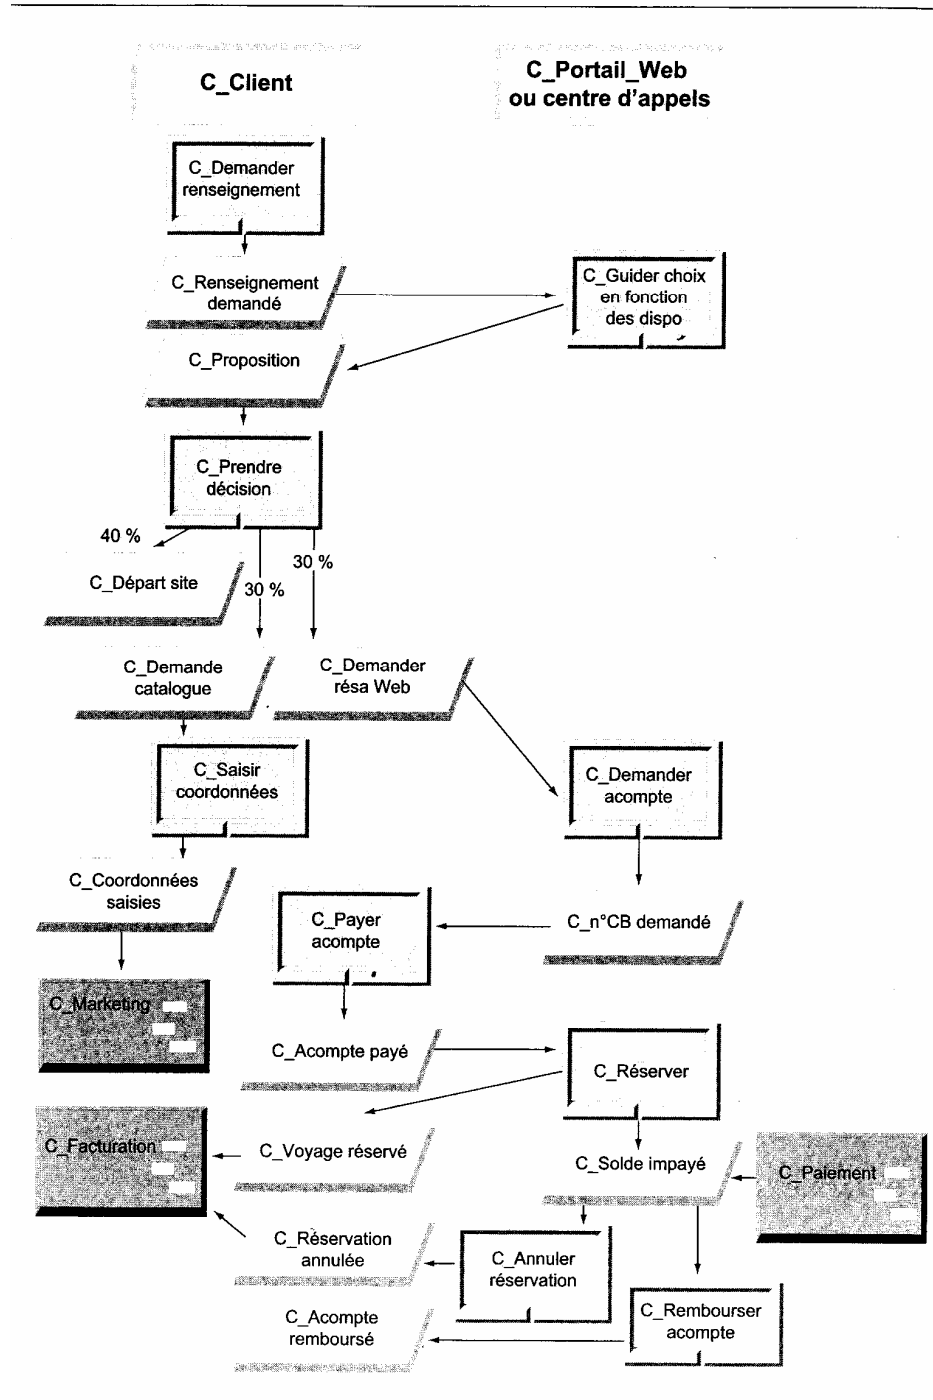 C_Client
C_Portail_Web
ou centre d'appels
C_Demander
renseignement
C_Renseignement
demandé
C_Guider choix
en fonction
des dispo
C_Proposition
C_Prendre
décision
40 %
30 %
30 %
C_Départ site
C_Demande
catalogue
C_Demander
résa Web
C_Saisir
coordonnées
C_Demander
acompte
C_Coordonnées
saisies
C_Payer
acompte
C_n°CB demandé
C_Marketing
C_Acompte payé
C_Réserver
C_Facturation
C_Voyage réservé
C_Solde impayé
C_Paiement
C_Réservation
annulée
C_Annuler
réservation
C_Acompte
remboursé
C_Rembourser
acompte